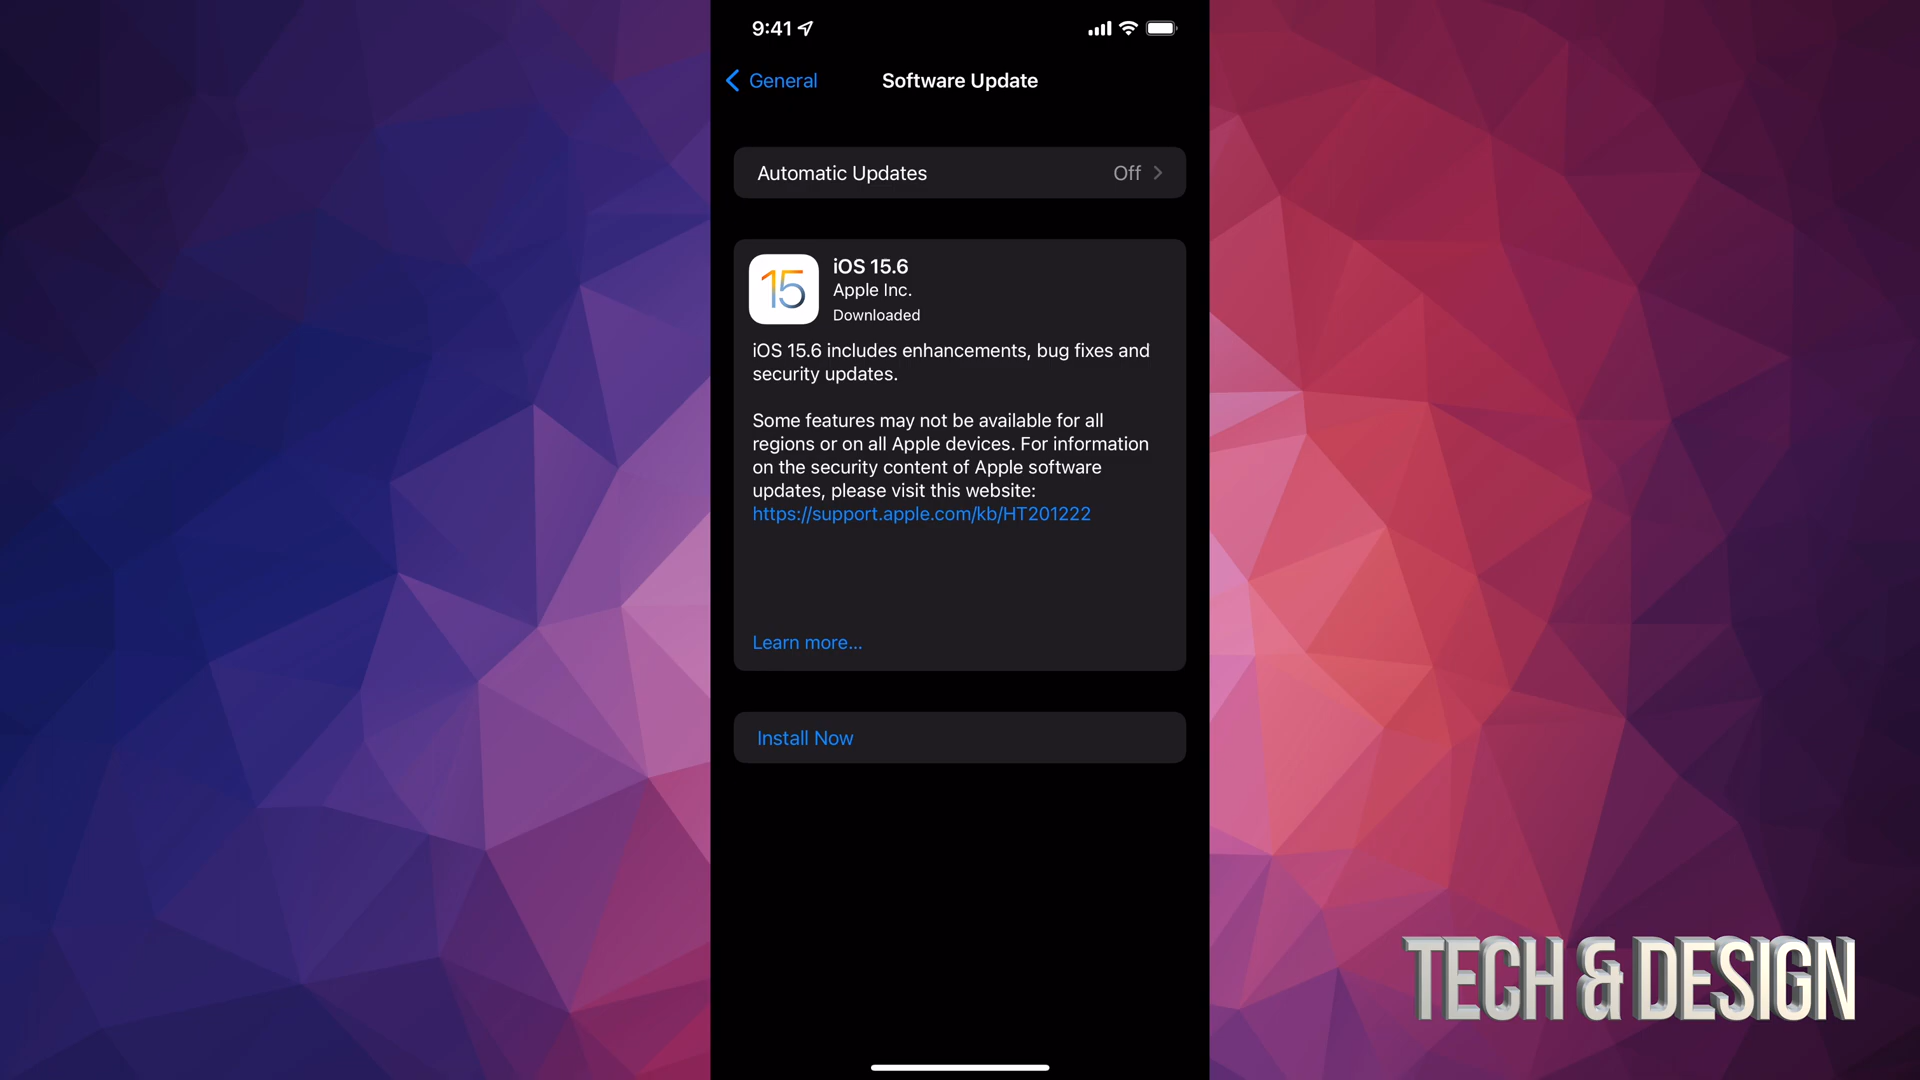 9:41
General
Software Update
Automatic Updates
Off
15
iOS 15.6
Apple Inc.
Downloaded
iOS 15.6 includes enhancements, bug fixes and
security updates.
Some features may not be available for all
regions or on all Apple devices. For information
on the security content of Apple software
updates, please visit this website:
https://support.apple.com/kb/HT201222
Learn more...
Install Now
TECH & DESIGN